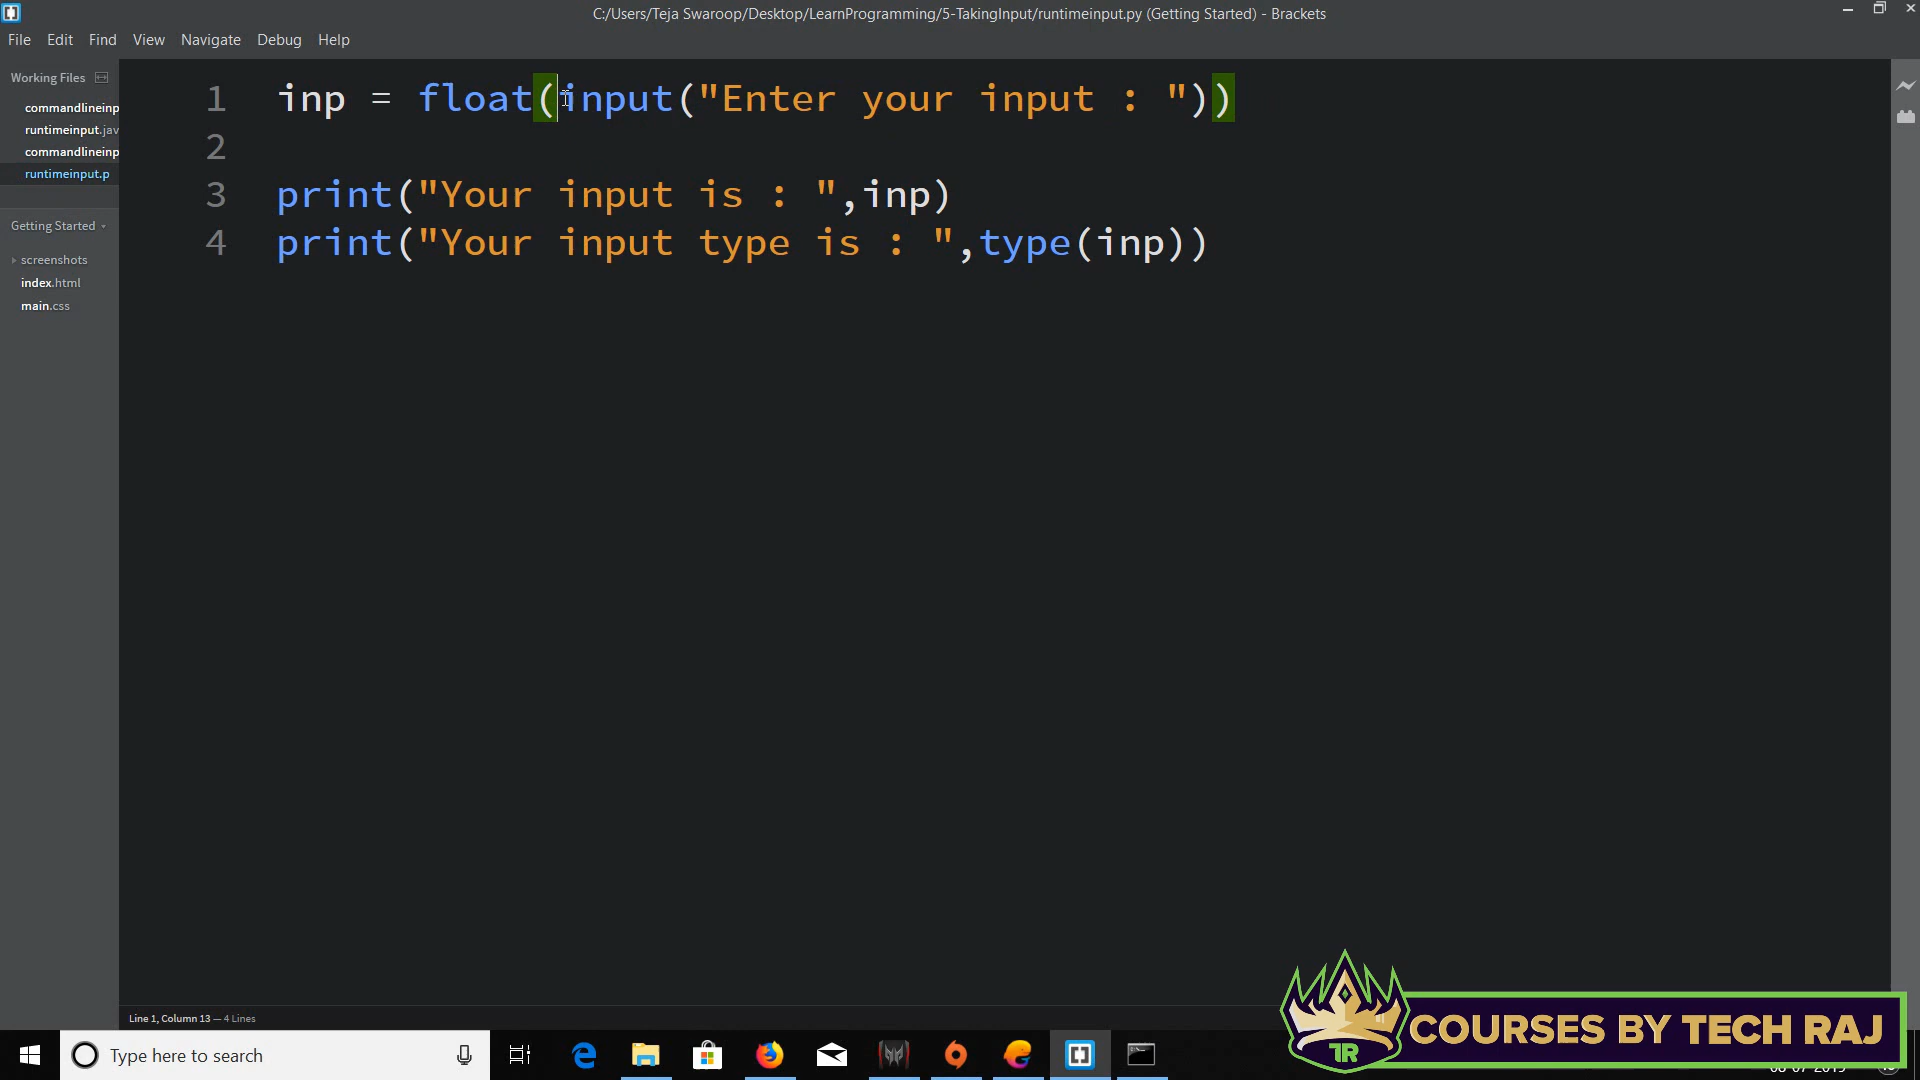 C:/Users/Teja Swaroop/Desktop/LearnProgramming/5-TakingInput/runtimeinput.py (Getting Started) - Brackets
File Edit Find View Navigate Debug Help
Working Files
commandlineinp
runtimeinput.jav
commandlineinp
runtimeinput.p
Getting Started
screenshots
index.html
main.css
1 inp = float(input("Enter your input : "))
2
3 print("Your input is : ",inp)
4 print("Your input type is : ",type(inp))
Line 1, Column 13 — 4 Lines
TR
COURSES BY TECH RAJ
Type here to search